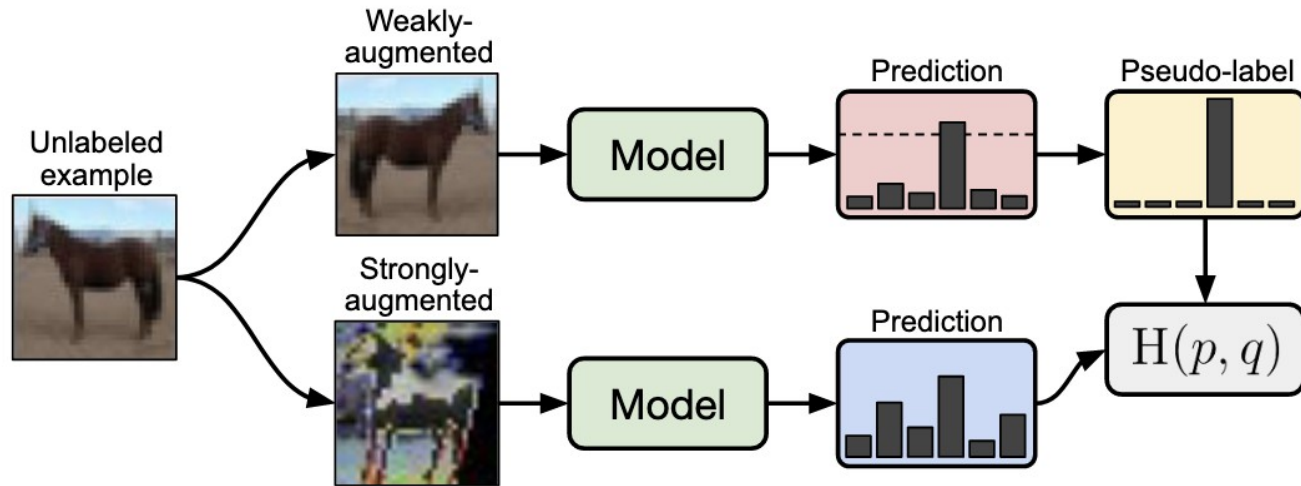 Unlabeled
example
Weakly-
augmented
Model
Prediction
Pseudo-label
Strongly-
augmented
Model
Prediction
H(p, q)